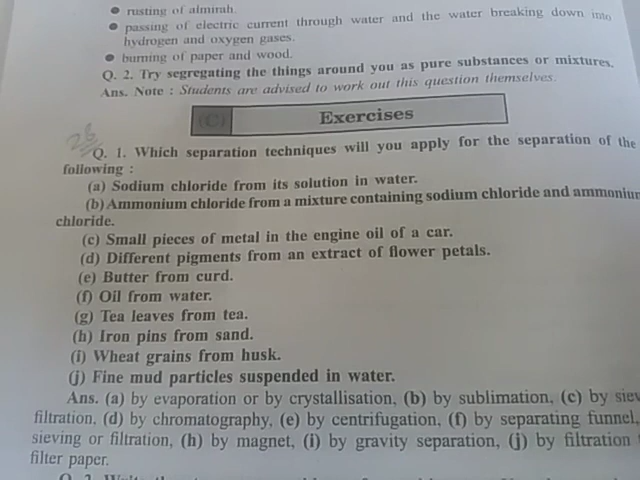 ● rusting of almirah.
● passing of electric current through water and the water breaking down into
hydrogen and oxygen gases.
● burning of paper and wood.
Q. 2. Try segregating the things around you as pure substances or mixtures.
Ans. Note : Students are advised to work out this question themselves.
(C) Exercises
26
Q. 1. Which separation techniques will you apply for the separation of the
following :
(a) Sodium chloride from its solution in water.
(b) Ammonium chloride from a mixture containing sodium chloride and ammonium
chloride.
(c) Small pieces of metal in the engine oil of a car.
(d) Different pigments from an extract of flower petals.
(e) Butter from curd.
(f) Oil from water.
(g) Tea leaves from tea.
(h) Iron pins from sand.
(i) Wheat grains from husk.
(j) Fine mud particles suspended in water.
Ans. (a) by evaporation or by crystallisation, (b) by sublimation, (c) by siev
filtration, (d) by chromatography, (e) by centrifugation, (f) by separating funnel,
sieving or filtration, (h) by magnet, (i) by gravity separation, (j) by filtration
filter paper.